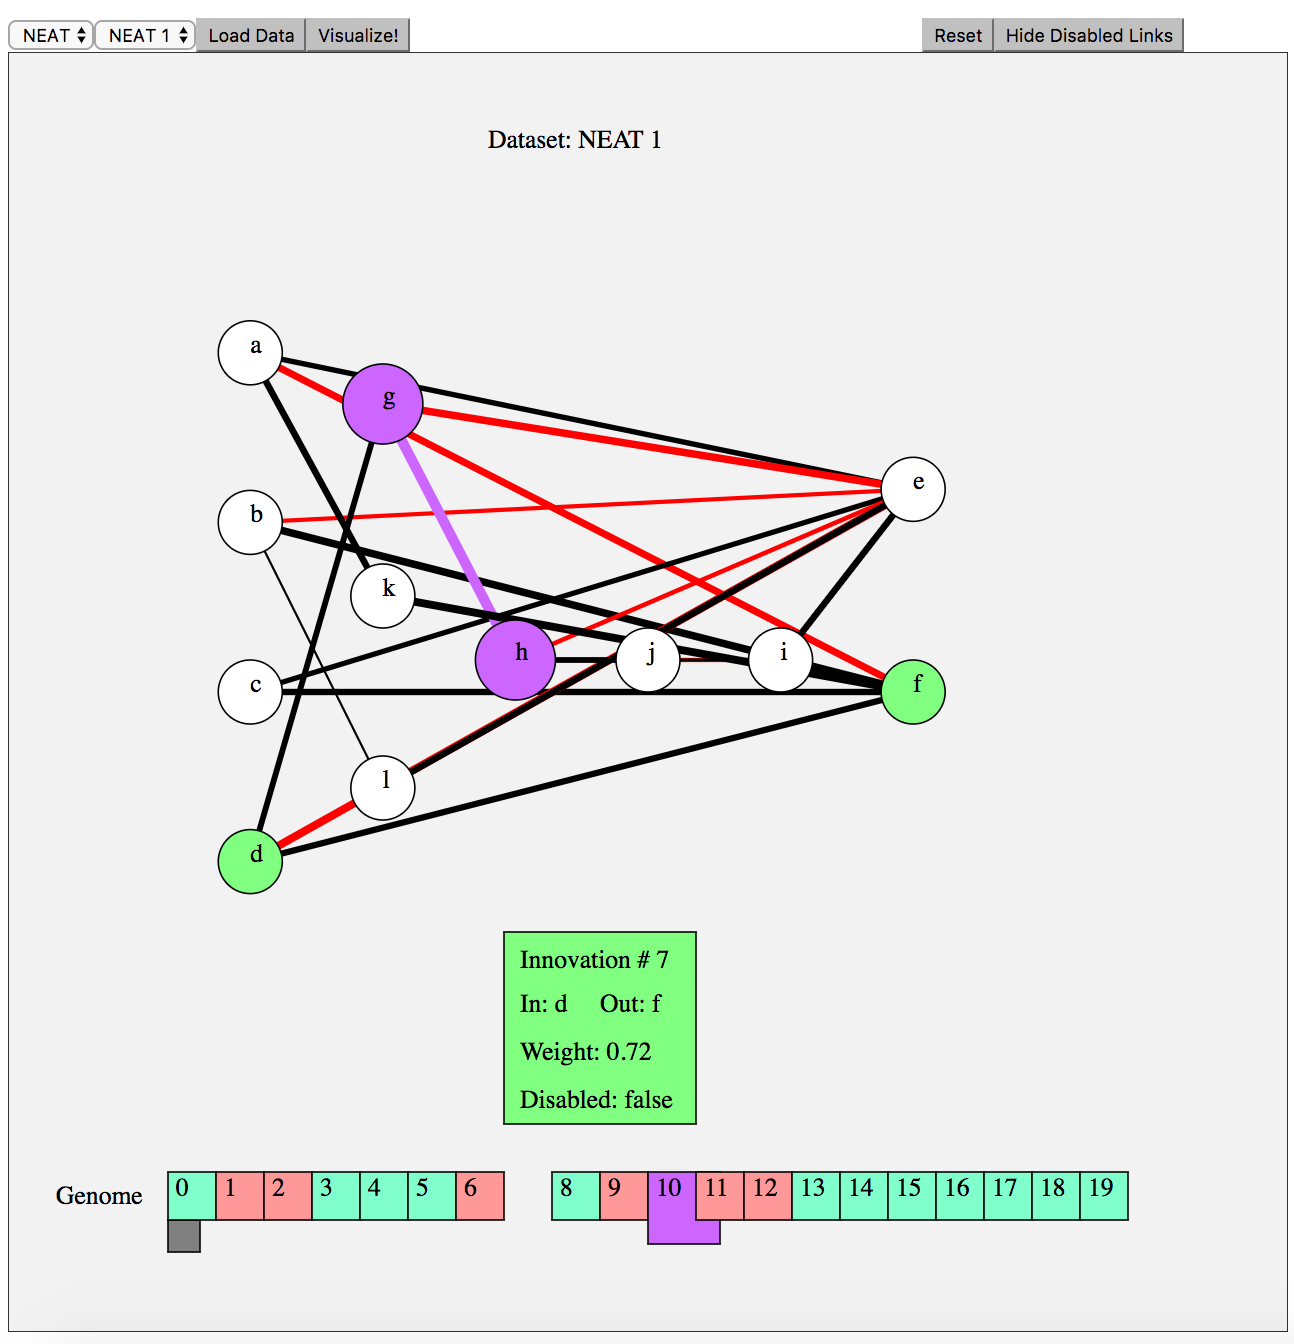 NEAT NEAT 1 Load Data Visualize! Reset Hide Disabled Links
Dataset: NEAT 1
a
g
e
b
k
h
j
i
c
f
l
d
Innovation # 7
In: d Out: f
Weight: 0.72
Disabled: false
Genome 0 1 2 3 4 5 6 8 9 10 11 12 13 14 15 16 17 18 19